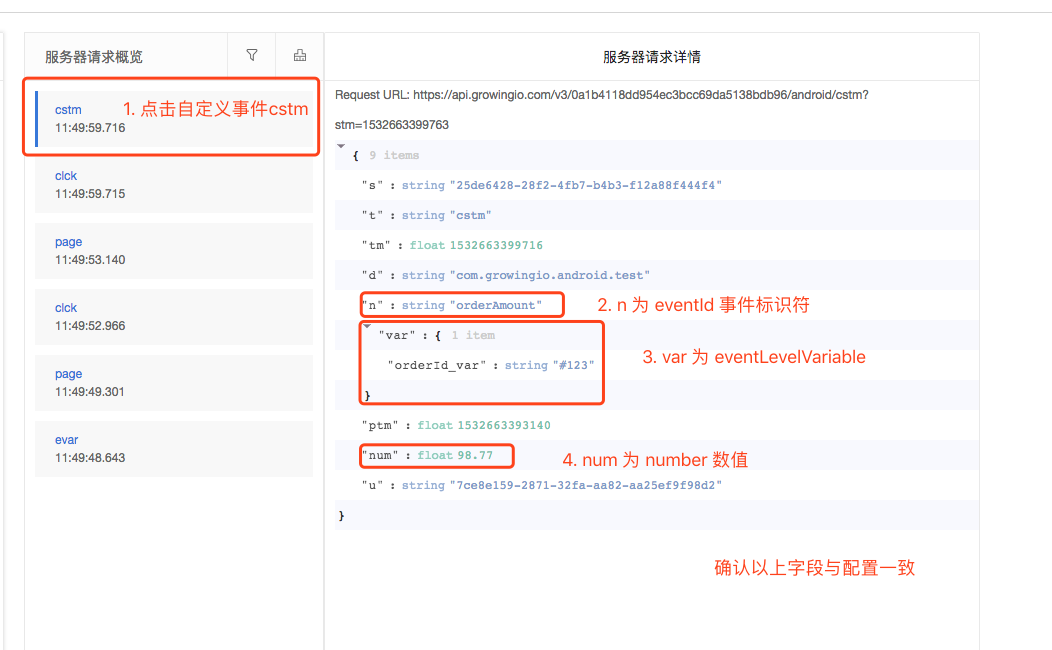 服务器请求概览
服务器请求详情
cstm
1. 点击自定义事件cstm
11:49:59.716
clck
11:49:59.715
page
11:49:53.140
clck
11:49:52.966
page
11:49:49.301
evar
11:49:48.643
Request URL: https://api.growingio.com/v3/0a1b4118dd954ec3bcc69da5138bdb96/android/cstm?
stm=1532663399763
{ 9 items
"s" : string "25de6428-28f2-4fb7-b4b3-f12a88f444f4"
"t" : string "cstm"
"tm" : float 1532663399716
"d" : string "com.growingio.android.test"
"n" : string "orderAmount" 2. n 为 eventId 事件标识符
"var" : { 1 item
3. var 为 eventLevelVariable
"orderId_var" : string "#123"
}
"ptm" : float 1532663393140
"num" : float 98.77 4. num 为 number 数值
"u" : string "7ce8e159-2871-32fa-aa82-aa25ef9f98d2"
}
确认以上字段与配置一致